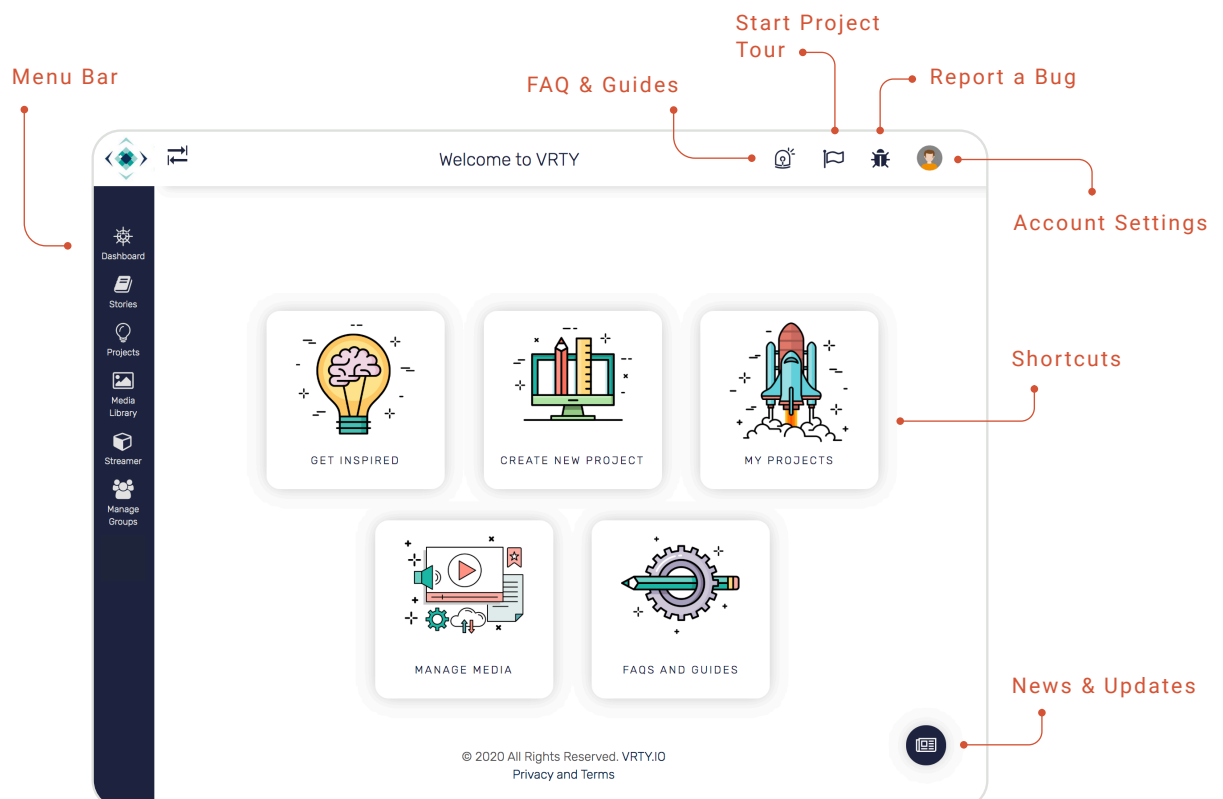 Start Project
Tour
Menu Bar
FAQ & Guides
Report a Bug
Welcome to VRTY
Account Settings
Dashboard
Stories
Projects
Media
Library
Streamer
Manage
Groups
GET INSPIRED
CREATE NEW PROJECT
MY PROJECTS
Shortcuts
MANAGE MEDIA
FAQS AND GUIDES
News & Updates
© 2020 All Rights Reserved. VRTY.IO
Privacy and Terms